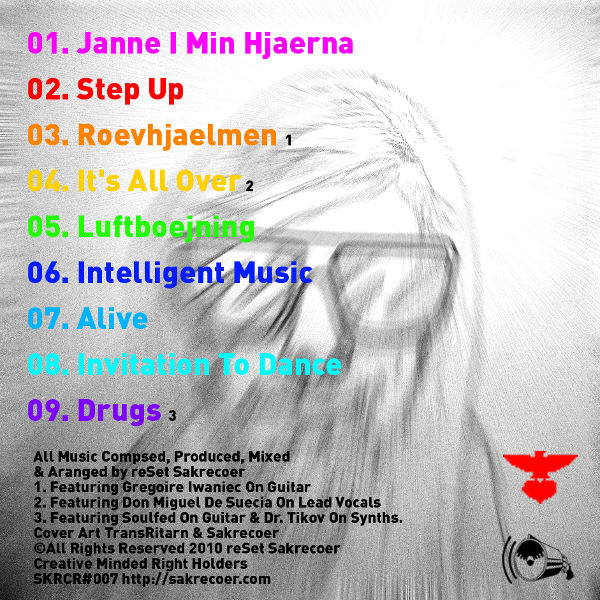 01. Janne I Min Hjaerna
02. Step Up
03. Roevhjaelmen 1
04. It's All Over 2
05. Luftboejning
06. Intelligent Music
07. Alive
08. Invitation To Dance
09. Drugs 3
All Music Compsed, Produced, Mixed
& Aranged by reSet Sakrecoer
1. Featuring Gregoire Iwaniec On Guitar
2. Featuring Don Miguel De Suecia On Lead Vocals
3. Featuring Soulfed On Guitar & Dr. Tikov On Synths.
Cover Art TransRitarn & Sakrecoer
©All Rights Reserved 2010 reSet Sakrecoer
Creative Minded Right Holders
SKRCR#007 http://sakrecoer.com